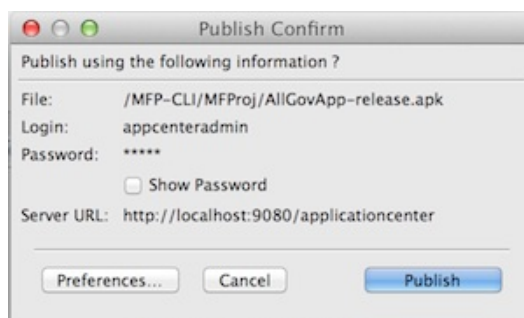 Publish Confirm
Publish using the following information ?
File: /MFP-CLI/MFProj/AllGovApp-release.apk
Login: appcenteradmin
Password: *****
Show Password
Server URL: http://localhost:9080/applicationcenter
Preferences... Cancel Publish